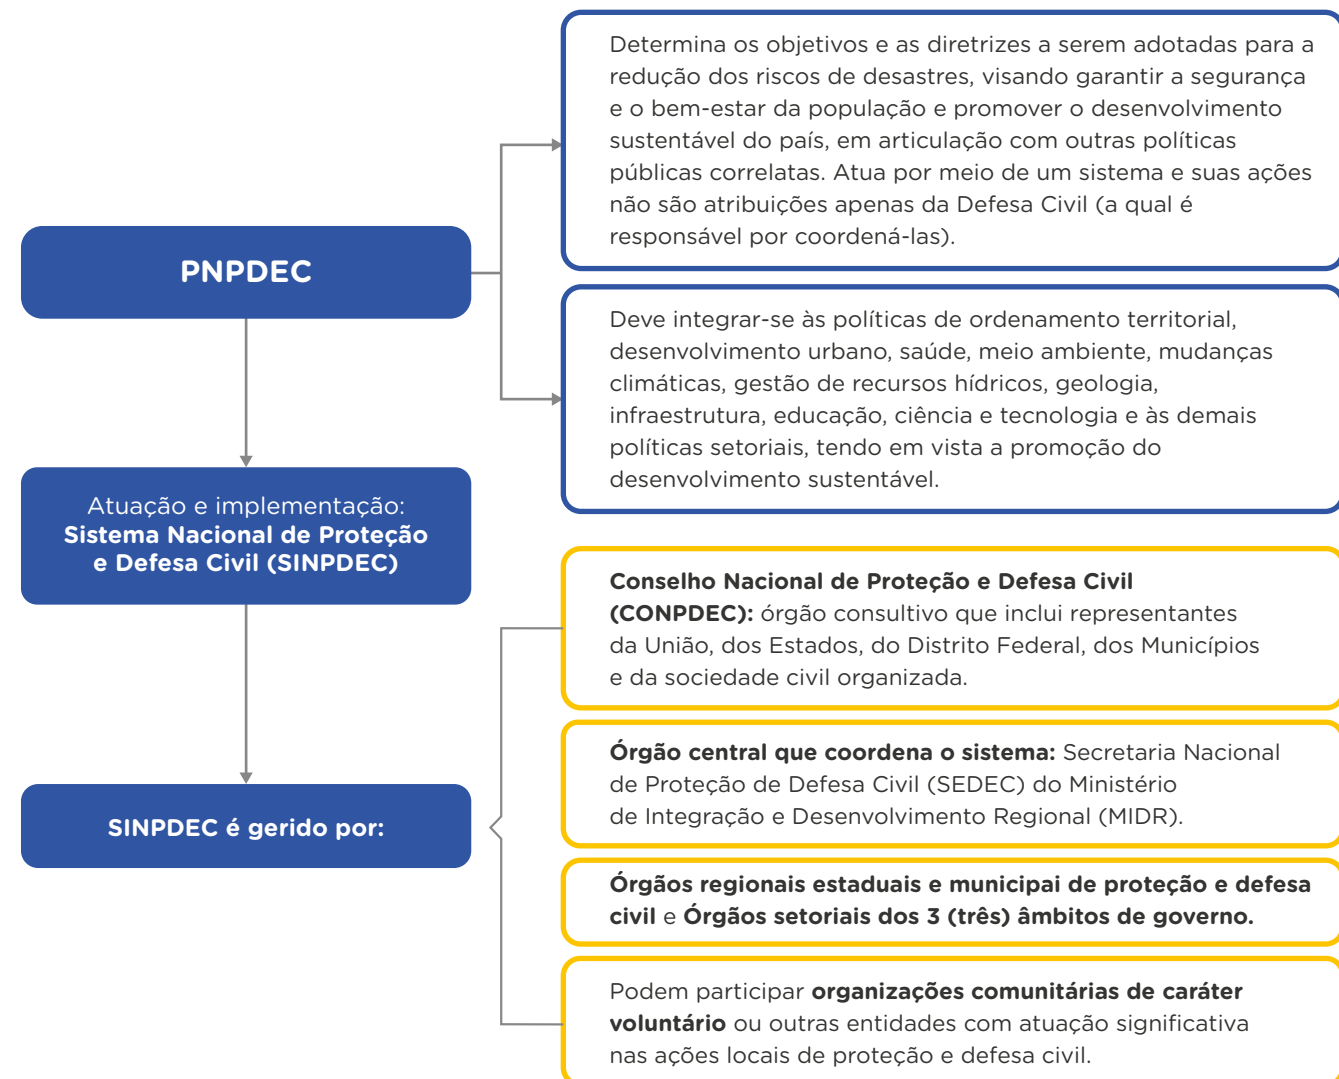 Determina os objetivos e as diretrizes a serem adotadas para a
redução dos riscos de desastres, visando garantir a segurança
e o bem-estar da população e promover o desenvolvimento
sustentável do país, em articulação com outras políticas
públicas correlatas. Atua por meio de um sistema e suas ações
não são atribuições apenas da Defesa Civil (a qual é
responsável por coordená-las).
PNPDEC
Deve integrar-se às políticas de ordenamento territorial,
desenvolvimento urbano, saúde, meio ambiente, mudanças
climáticas, gestão de recursos hídricos, geologia,
infraestrutura, educação, ciência e tecnologia e às demais
políticas setoriais, tendo em vista a promoção do
desenvolvimento sustentável.
Atuação e implementação:
Sistema Nacional de Proteção
e Defesa Civil (SINPDEC)
Conselho Nacional de Proteção e Defesa Civil
(CONPDEC): órgão consultivo que inclui representantes
da União, dos Estados, do Distrito Federal, dos Municípios
e da sociedade civil organizada.
Órgão central que coordena o sistema: Secretaria Nacional
de Proteção de Defesa Civil (SEDEC) do Ministério
de Integração e Desenvolvimento Regional (MIDR).
SINPDEC é gerido por:
Órgãos regionais estaduais e municipai de proteção e defesa
civil e Órgãos setoriais dos 3 (três) âmbitos de governo.
Podem participar organizações comunitárias de caráter
voluntário ou outras entidades com atuação significativa
nas ações locais de proteção e defesa civil.